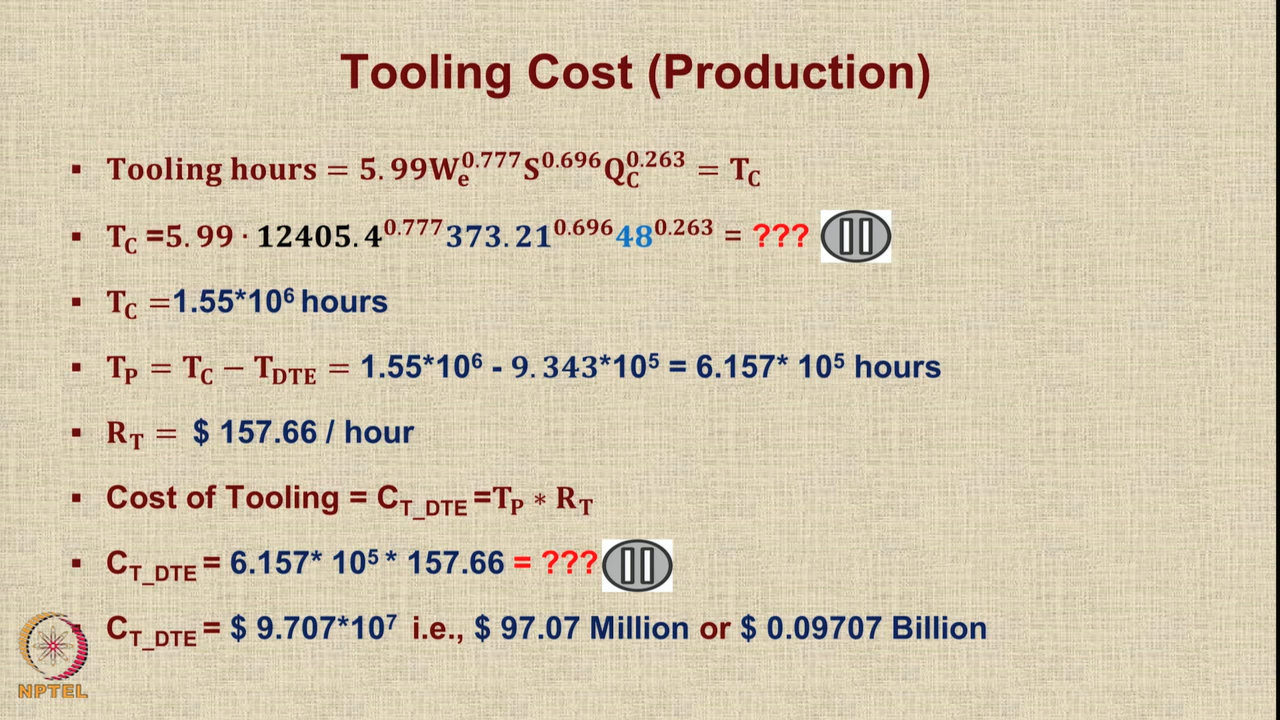 Tooling Cost (Production)
▪ Tooling hours = 5.99W_e^0.777 S^0.696 Q_C^0.263 = T_C
▪ T_C =5.99 · 12405.4^0.777 373.21^0.696 48^0.263 = ???
▪ T_C =1.55*10^6 hours
▪ T_P = T_C − T_DTE = 1.55*10^6 - 9.343*10^5 = 6.157* 10^5 hours
▪ R_T = $ 157.66 / hour
▪ Cost of Tooling = C_T_DTE =T_P * R_T
▪ C_T_DTE = 6.157* 10^5 * 157.66 = ???
▪ C_T_DTE = $ 9.707*10^7 i.e., $ 97.07 Million or $ 0.09707 Billion
NPTEL